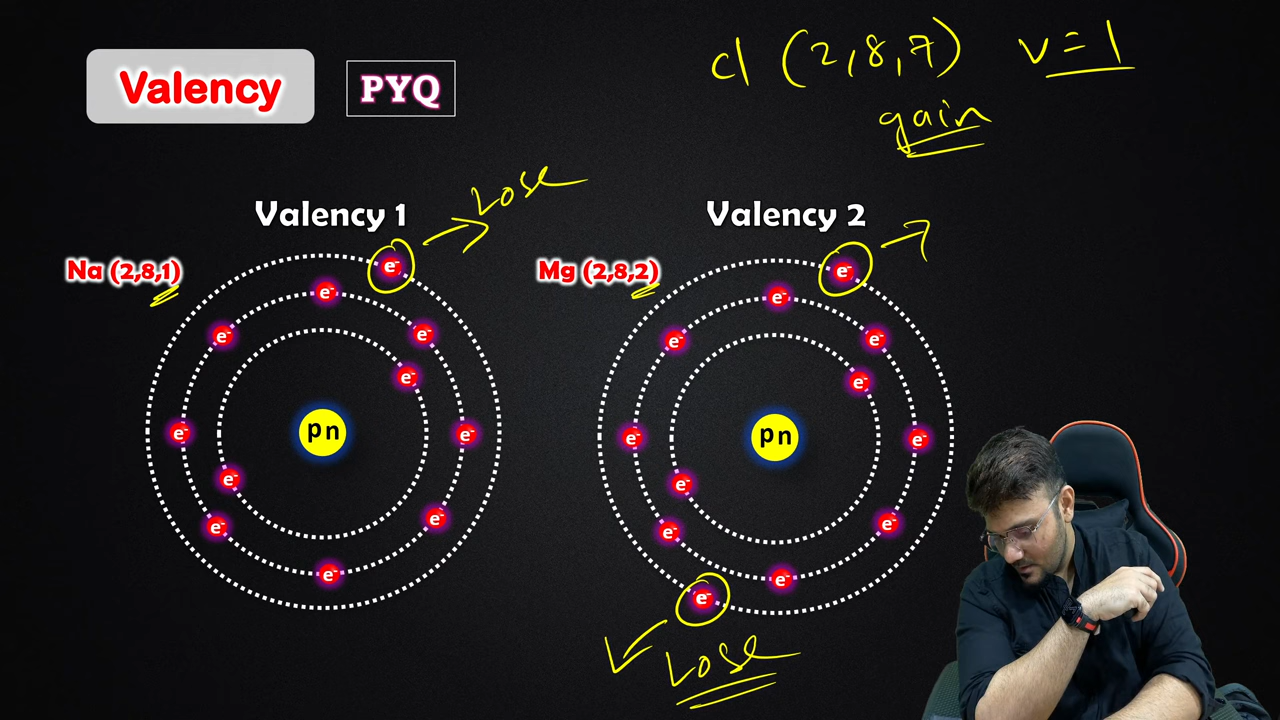 Valency
PYQ
cl (2,8,7) v=1
gain
Lose
Valency 1
Valency 2
Na (2,8,1)
Mg (2,8,2)
e-
e-
e-
e-
e-
e-
e-
e-
e-
e-
e-
pn
e-
e-
e-
e-
e-
e-
e-
e-
e-
e-
e-
e-
pn
Lose